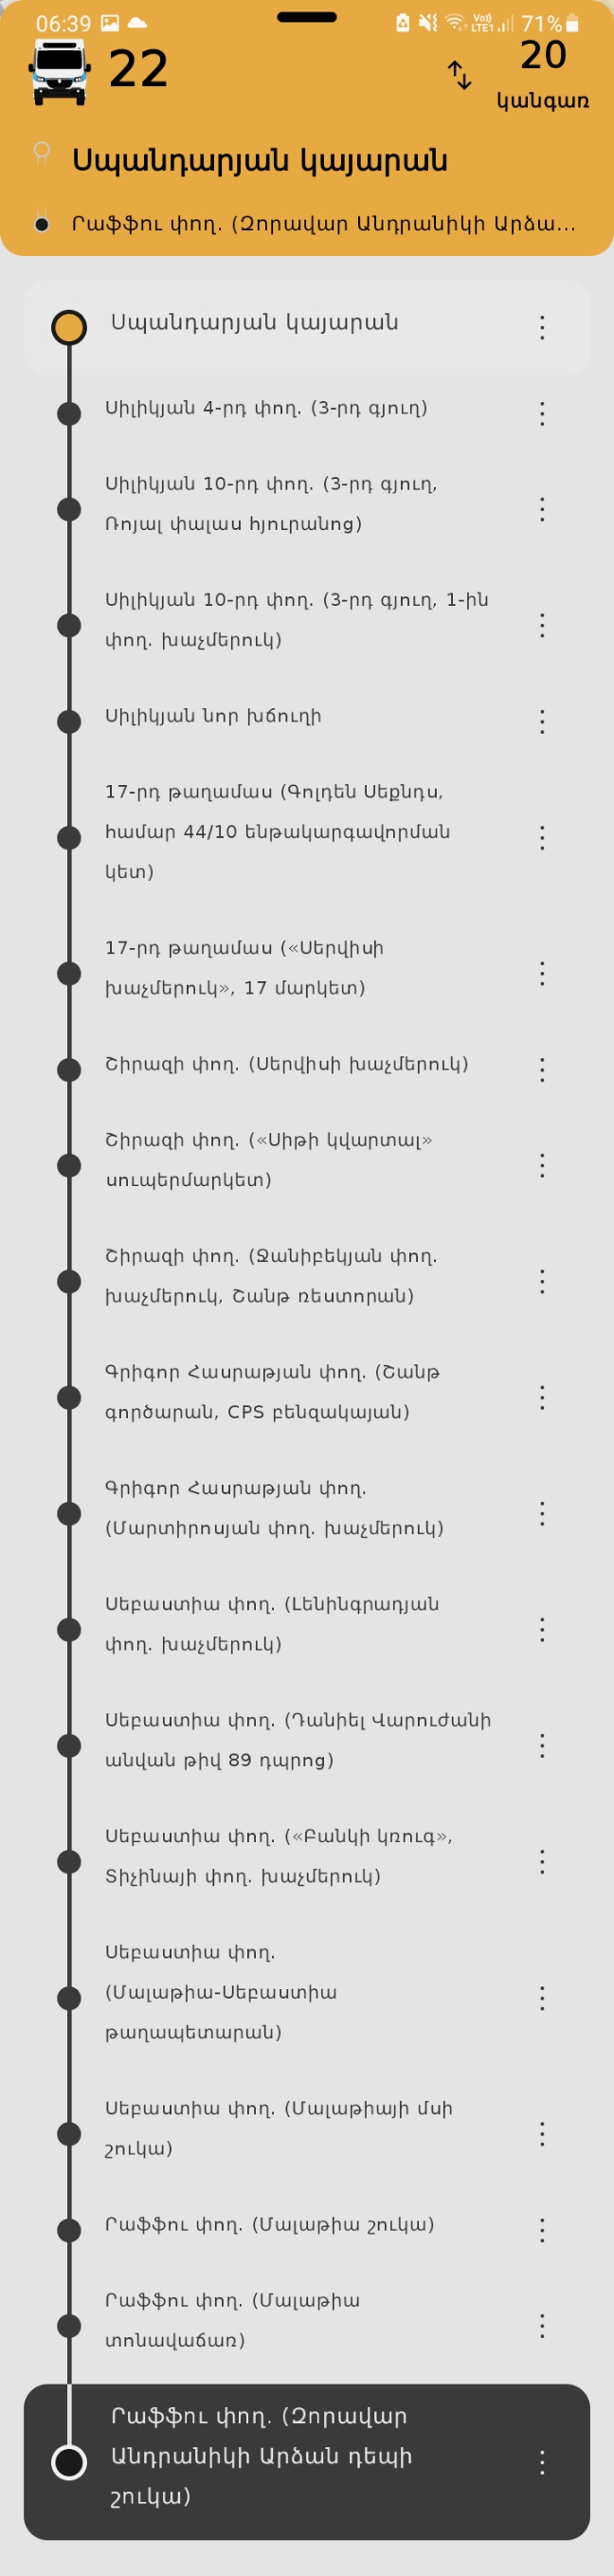 06:39 Vo)) LTE1 71%
22
20
կանգառ
Սպանդարյան կայարան
Րաֆֆու փող. (Զորավար Անդրանիկի Արձա...
Սպանդարյան կայարան
Սիլիկյան 4-րդ փող. (3-րդ գյուղ)
Սիլիկյան 10-րդ փող. (3-րդ գյուղ,
Ռոյալ փալաս հյուրանոց)
Սիլիկյան 10-րդ փող. (3-րդ գյուղ, 1-ին
փող. խաչմերուկ)
Սիլիկյան նոր խճուղի
17-րդ թաղամաս (Գոլդեն Սեքնդս,
համար 44/10 ենթակարգավորման
կետ)
17-րդ թաղամաս («Սերվիսի
խաչմերուկ», 17 մարկետ)
Շիրազի փող. (Սերվիսի խաչմերուկ)
Շիրազի փող. («Սիթի կվարտալ»
սուպերմարկետ)
Շիրազի փող. (Ջանիբեկյան փող.
խաչմերուկ, Շանթ ռեստորան)
Գրիգոր Հասրաթյան փող. (Շանթ
գործարան, CPS բենզակայան)
Գրիգոր Հասրաթյան փող.
(Մարտիրոսյան փող. խաչմերուկ)
Սեբաստիա փող. (Լենինգրադյան
փող. խաչմերուկ)
Սեբաստիա փող. (Դանիել Վարուժանի
անվան թիվ 89 դպրոց)
Սեբաստիա փող. («Բանկի կռուգ»,
Տիչինայի փող. խաչմերուկ)
Սեբաստիա փող.
(Մալաթիա-Սեբաստիա
թաղապետարան)
Սեբաստիա փող. (Մալաթիայի մսի
շուկա)
Րաֆֆու փող. (Մալաթիա շուկա)
Րաֆֆու փող. (Մալաթիա
տոնավաճառ)
Րաֆֆու փող. (Զորավար
Անդրանիկի Արձան դեպի
շուկա)